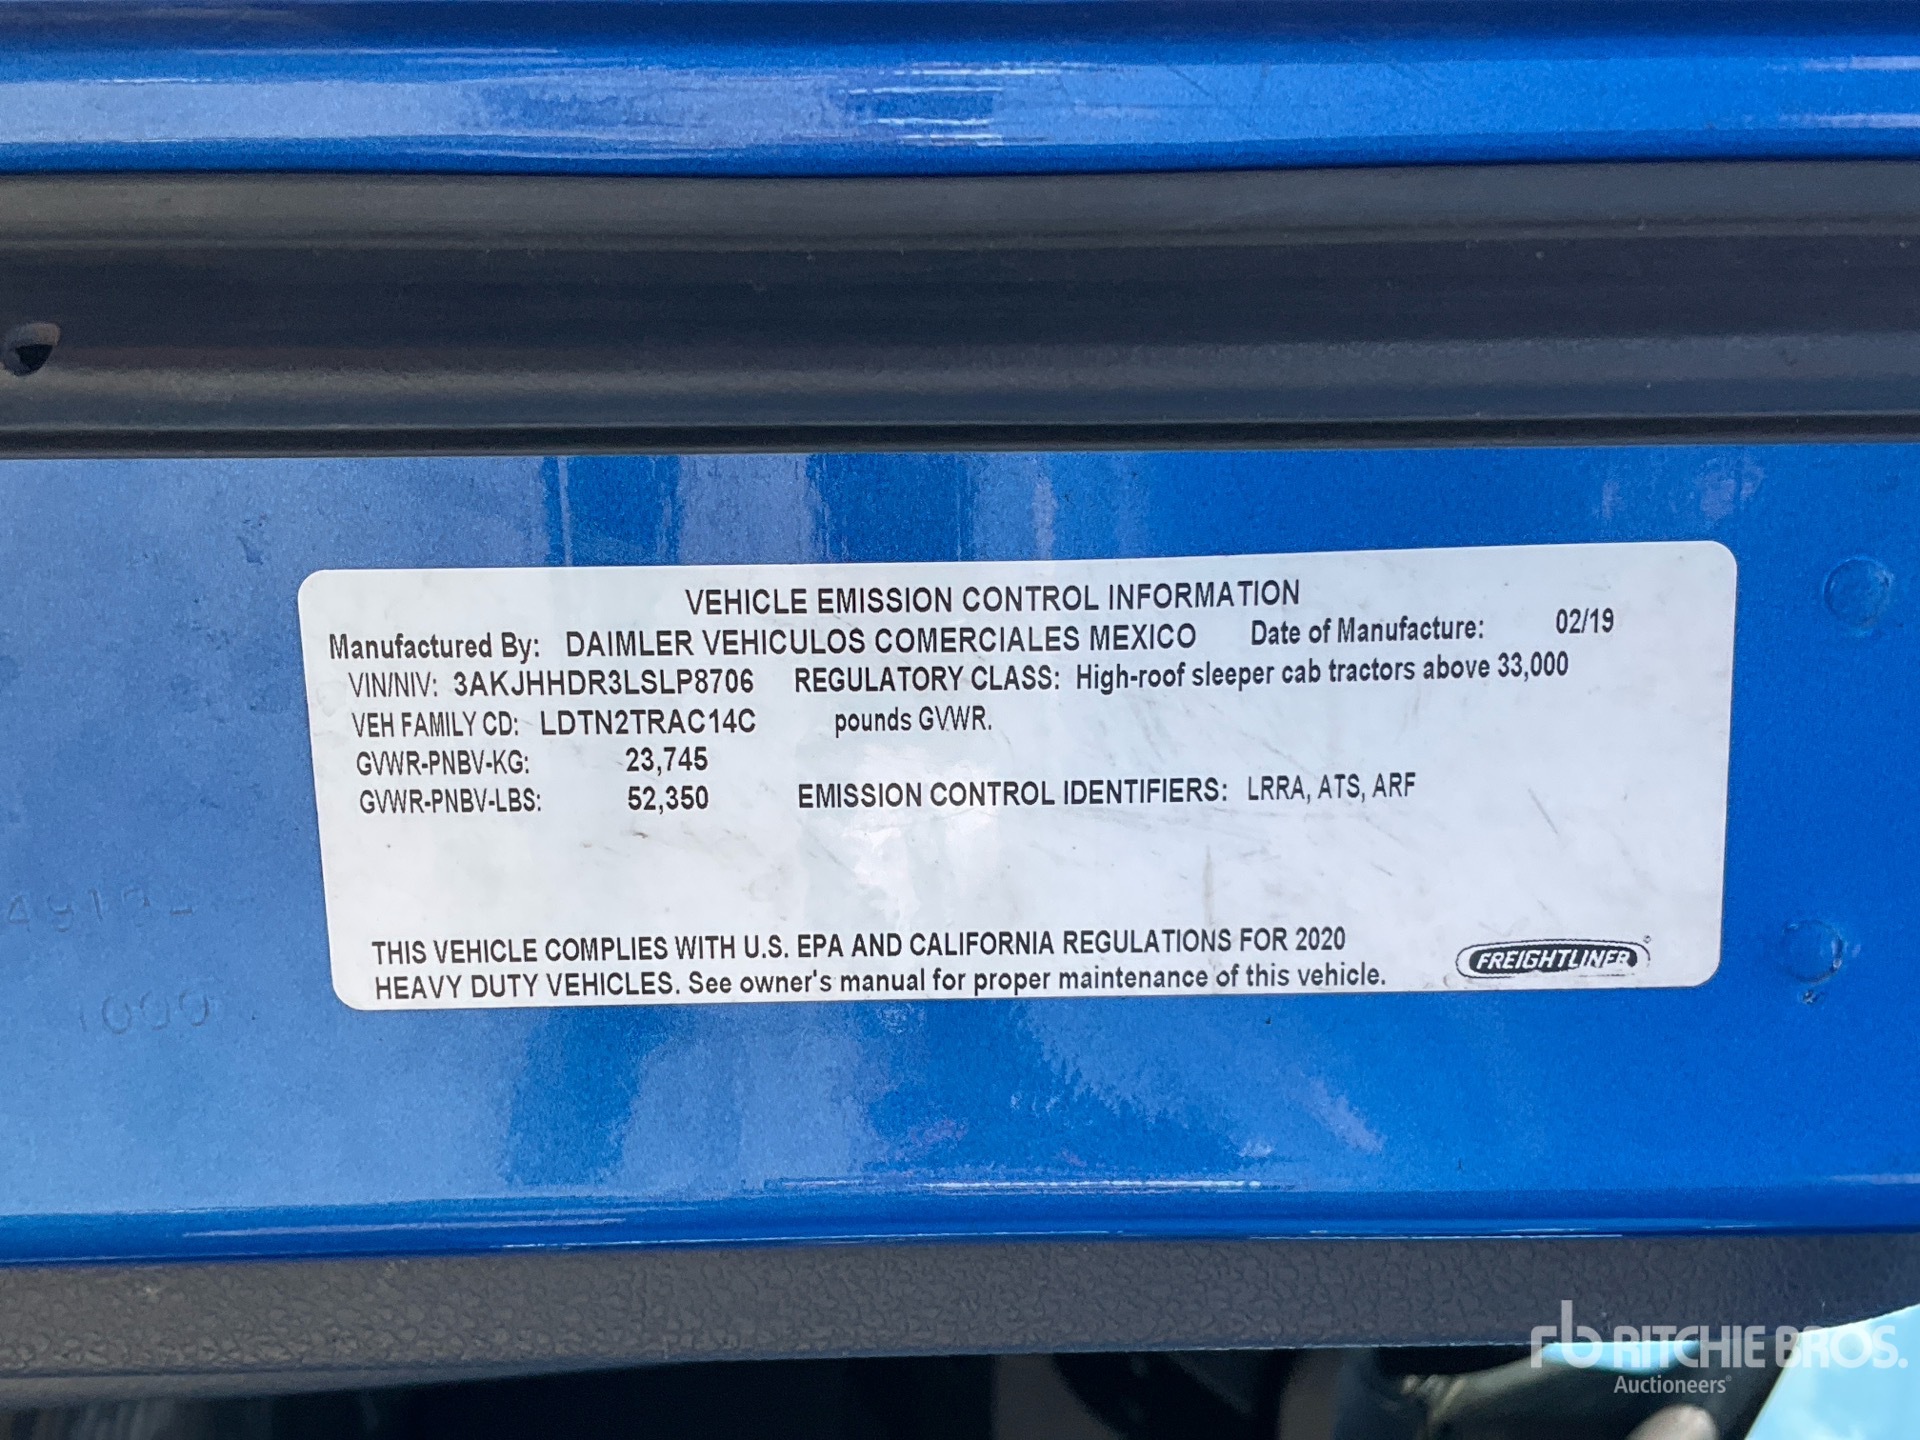 VEHICLE EMISSION CONTROL INFORMATION
Manufactured By: DAIMLER VEHICULOS COMERCIALES MEXICO Date of Manufacture: 02/19
VIN/NIV: 3AKJHHDR3LSLP8706 REGULATORY CLASS: High-roof sleeper cab tractors above 33,000
VEH FAMILY CD: LDTN2TRAC14C pounds GVWR.
GVWR-PNBV-KG: 23,745
GVWR-PNBV-LBS: 52,350 EMISSION CONTROL IDENTIFIERS: LRRA, ATS, ARF
THIS VEHICLE COMPLIES WITH U.S. EPA AND CALIFORNIA REGULATIONS FOR 2020
HEAVY DUTY VEHICLES. See owner's manual for proper maintenance of this vehicle.
FREIGHTLINER
rb RITCHIE BROS.
Auctioneers